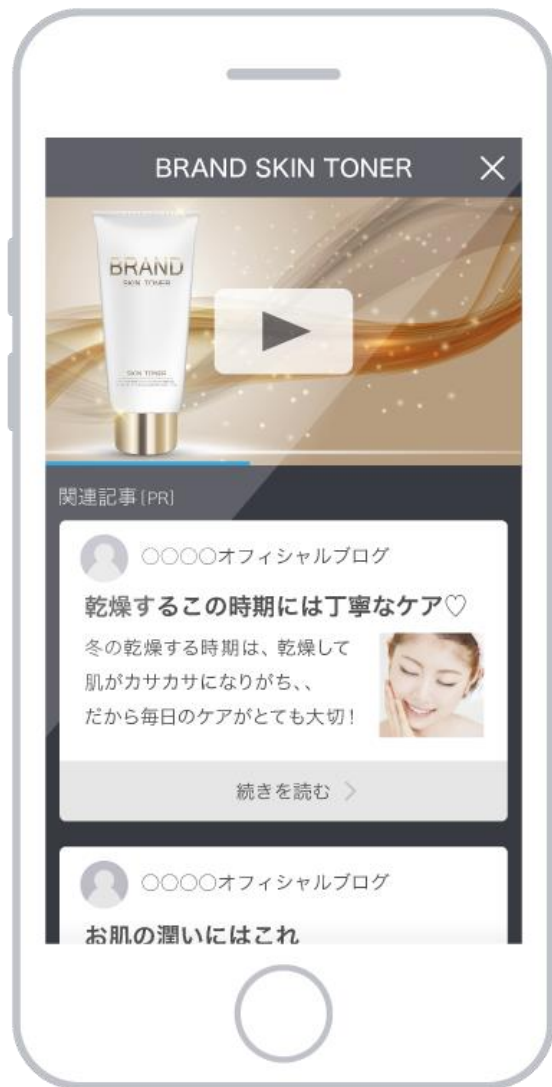 BRAND SKIN TONER
BRAND
SKIN TONER
SKIN TONER
関連記事 [PR]
○○○○オフィシャルブログ
乾燥するこの時期には丁寧なケア♡
冬の乾燥する時期は、乾燥して
肌がカサカサになりがち、、
だから毎日のケアがとても大切!
続きを読む >
○○○○オフィシャルブログ
お肌の潤いにはこれ